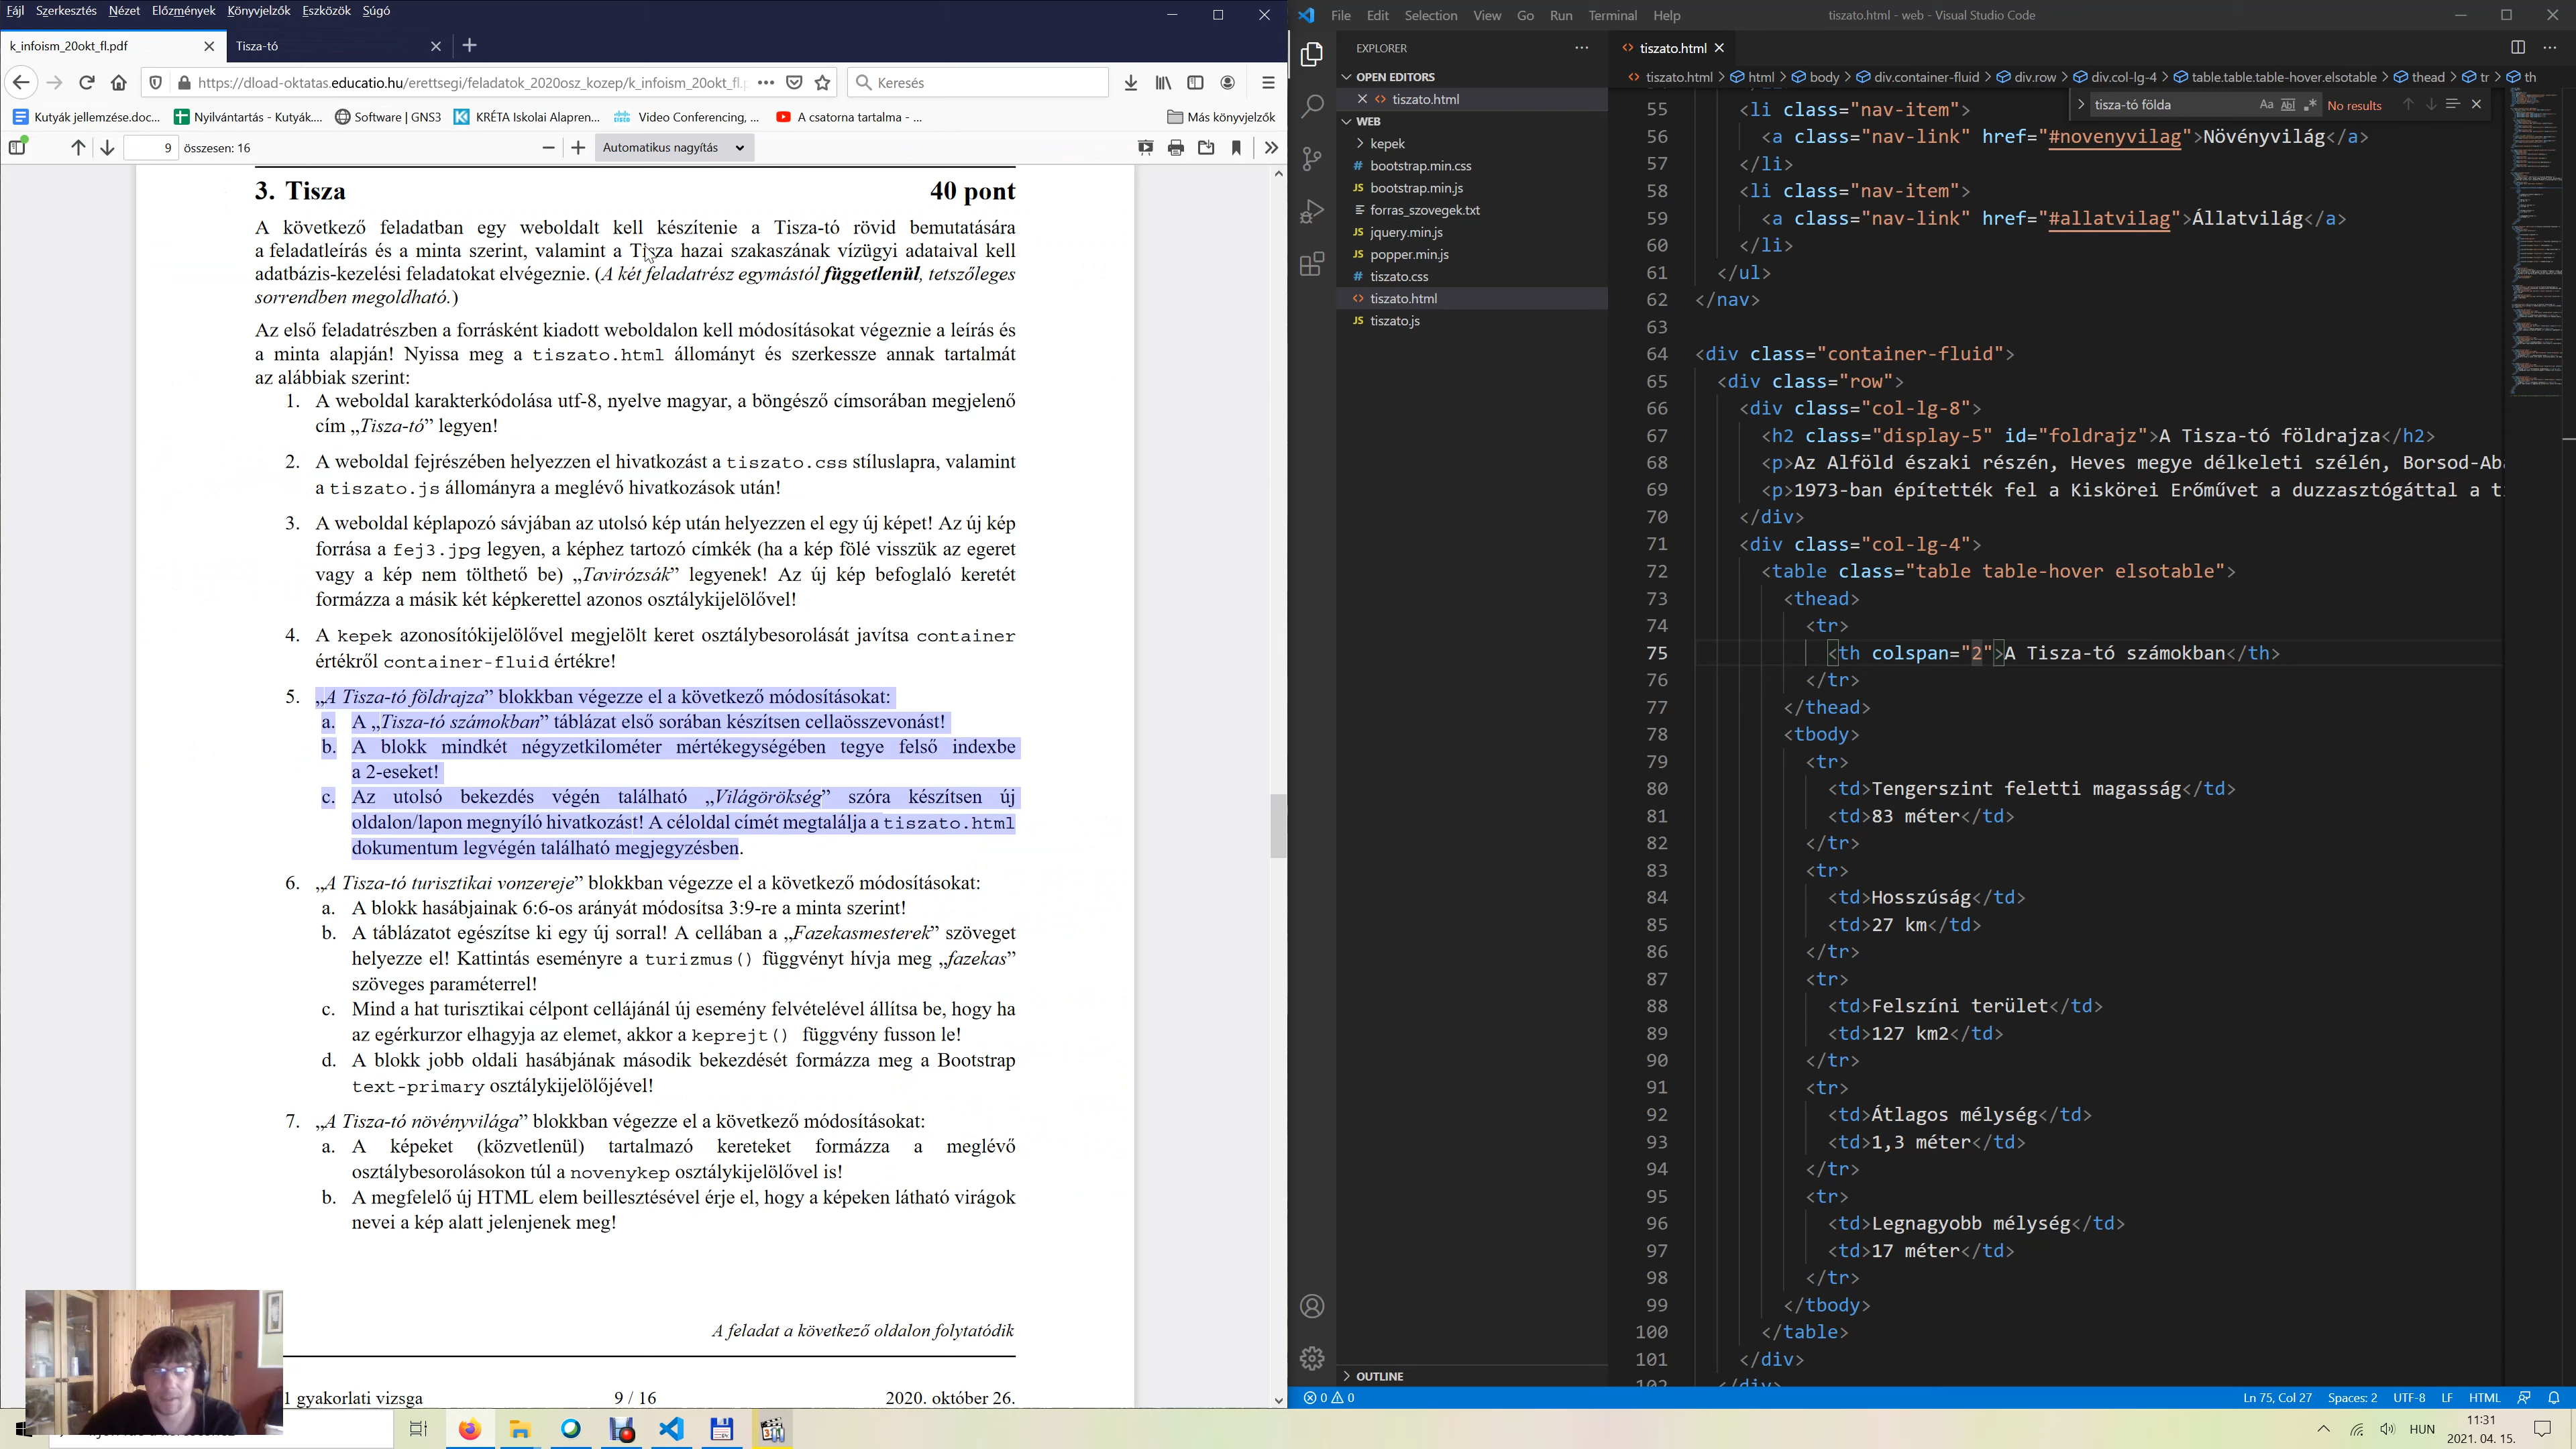 Fájl Szerkesztés Nézet Előzmények Könyvjelzők Eszközök Súgó
k_infoism_20okt_fl.pdf
Tisza-tó
https://dload-oktatas.educatio.hu/erettsegi/feladatok_2020osz_kozep/k_infoism_20okt_fl.p
Keresés
Kutyák jellemzése.doc...
Nyilvántartás - Kutyák....
Software | GNS3
KRÉTA Iskolai Alapren...
Video Conferencing, ...
A csatorna tartalma - ...
Más könyvjelzők
9 összesen: 16
Automatikus nagyítás
3. Tisza 40 pont
A következő feladatban egy weboldalt kell készítenie a Tisza-tó rövid bemutatására
a feladatleírás és a minta szerint, valamint a Tisza hazai szakaszának vízügyi adataival kell
adatbázis-kezelési feladatokat elvégeznie. (A két feladatrész egymástól függetlenül, tetszőleges
sorrendben megoldható.)
Az első feladatrészben a forrásként kiadott weboldalon kell módosításokat végeznie a leírás és
a minta alapján! Nyissa meg a tiszato.html állományt és szerkessze annak tartalmát
az alábbiak szerint:
1. A weboldal karakterkódolása utf-8, nyelve magyar, a böngésző címsorában megjelenő
cím „Tisza-tó” legyen!
2. A weboldal fejrészében helyezzen el hivatkozást a tiszato.css stíluslapra, valamint
a tiszato.js állományra a meglévő hivatkozások után!
3. A weboldal képlapozó sávjában az utolsó kép után helyezzen el egy új képet! Az új kép
forrása a fej3.jpg legyen, a képhez tartozó címkék (ha a kép fölé visszük az egeret
vagy a kép nem tölthető be) „Tavirózsák” legyenek! Az új kép befoglaló keretét
formázza a másik két képkerettel azonos osztálykijelölővel!
4. A kepek azonosítókijelölővel megjelölt keret osztálybesorolását javítsa container
értékről container-fluid értékre!
5. „A Tisza-tó földrajza” blokkban végezze el a következő módosításokat:
a. A „Tisza-tó számokban” táblázat első sorában készítsen cellaösszevonást!
b. A blokk mindkét négyzetkilométer mértékegységében tegye felső indexbe
a 2-eseket!
c. Az utolsó bekezdés végén található „Világörökség” szóra készítsen új
oldalon/lapon megnyíló hivatkozást! A céloldal címét megtalálja a tiszato.html
dokumentum legvégén található megjegyzésben.
6. „A Tisza-tó turisztikai vonzereje” blokkban végezze el a következő módosításokat:
a. A blokk hasábjainak 6:6-os arányát módosítsa 3:9-re a minta szerint!
b. A táblázatot egészítse ki egy új sorral! A cellában a „Fazekasmesterek” szöveget
helyezze el! Kattintás eseményre a turizmus() függvényt hívja meg „fazekas”
szöveges paraméterrel!
c. Mind a hat turisztikai célpont cellájánál új esemény felvételével állítsa be, hogy ha
az egérkurzor elhagyja az elemet, akkor a keprejt() függvény fusson le!
d. A blokk jobb oldali hasábjának második bekezdését formázza meg a Bootstrap
text-primary osztálykijelölőjével!
7. „A Tisza-tó növényvilága” blokkban végezze el a következő módosításokat:
a. A képeket (közvetlenül) tartalmazó kereteket formázza a meglévő
osztálybesorolásokon túl a novenykep osztálykijelölővel is!
b. A megfelelő új HTML elem beillesztésével érje el, hogy a képeken látható virágok
nevei a kép alatt jelenjenek meg!
A feladat a következő oldalon folytatódik
1 gyakorlati vizsga 9 / 16 2020. október 26.
File Edit Selection View Go Run Terminal Help
tiszato.html - web - Visual Studio Code
EXPLORER
OPEN EDITORS
tiszato.html
WEB
kepek
bootstrap.min.css
bootstrap.min.js
forras_szovegek.txt
jquery.min.js
popper.min.js
tiszato.css
tiszato.html
tiszato.js
OUTLINE
tiszato.html
tiszato.html > html > body > div.container-fluid > div.row > div.col-lg-4 > table.table.table-hover.elsotable > thead > tr > th
tisza-tó földa
No results
55 <li class="nav-item">
56 <a class="nav-link" href="#novenyvilag">Növényvilág</a>
57 </li>
58 <li class="nav-item">
59 <a class="nav-link" href="#allatvilag">Állatvilág</a>
60 </li>
61 </ul>
62 </nav>
63
64 <div class="container-fluid">
65 <div class="row">
66 <div class="col-lg-8">
67 <h2 class="display-5" id="foldrajz">A Tisza-tó földrajza</h2>
68 <p>Az Alföld északi részén, Heves megye délkeleti szélén, Borsod-Ab
69 <p>1973-ban építették fel a Kiskörei Erőművet a duzzasztógáttal a t
70 </div>
71 <div class="col-lg-4">
72 <table class="table table-hover elsotable">
73 <thead>
74 <tr>
75 <th colspan="2">A Tisza-tó számokban</th>
76 </tr>
77 </thead>
78 <tbody>
79 <tr>
80 <td>Tengerszint feletti magasság</td>
81 <td>83 méter</td>
82 </tr>
83 <tr>
84 <td>Hosszúság</td>
85 <td>27 km</td>
86 </tr>
87 <tr>
88 <td>Felszíni terület</td>
89 <td>127 km2</td>
90 </tr>
91 <tr>
92 <td>Átlagos mélység</td>
93 <td>1,3 méter</td>
94 </tr>
95 <tr>
96 <td>Legnagyobb mélység</td>
97 <td>17 méter</td>
98 </tr>
99 </tbody>
100 </table>
101 </div>
102 </div>
0 0
Ln 75, Col 27 Spaces: 2 UTF-8 LF HTML
HUN
11:31
2021. 04. 15.